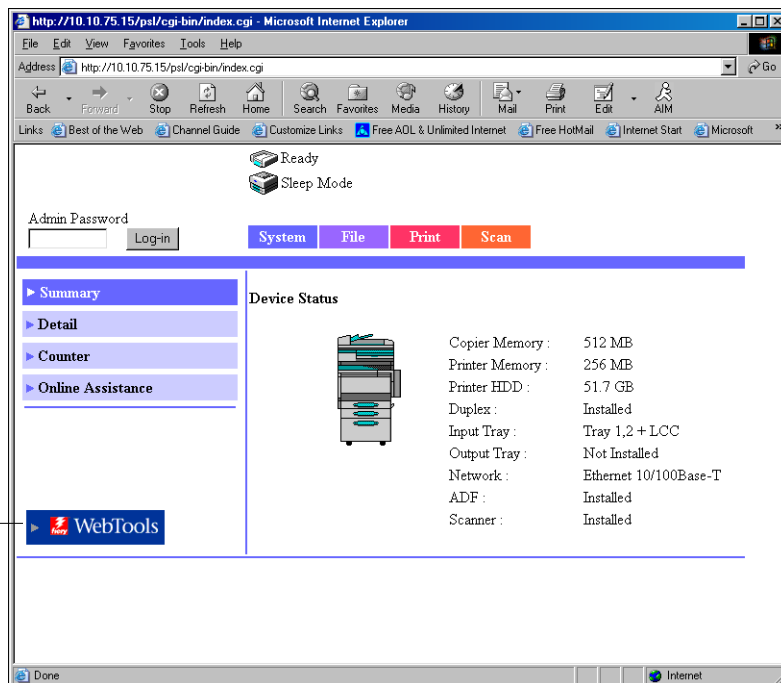 http://10.10.75.15/psl/cgi-bin/index.cgi - Microsoft Internet Explorer
File Edit View Favorites Tools Help
Address http://10.10.75.15/psl/cgi-bin/index.cgi Go
Back Forward Stop Refresh Home Search Favorites Media History Mail Print Edit AIM
Links Best of the Web Channel Guide Customize Links Free AOL & Unlimited Internet Free HotMail Internet Start Microsoft »
Ready
Sleep Mode
Admin Password
Log-in
System File Print Scan
Summary
Detail
Counter
Online Assistance
fiery WebTools
Device Status
Copier Memory : 512 MB
Printer Memory : 256 MB
Printer HDD : 51.7 GB
Duplex : Installed
Input Tray : Tray 1,2 + LCC
Output Tray : Not Installed
Network : Ethernet 10/100Base-T
ADF : Installed
Scanner : Installed
Done Internet